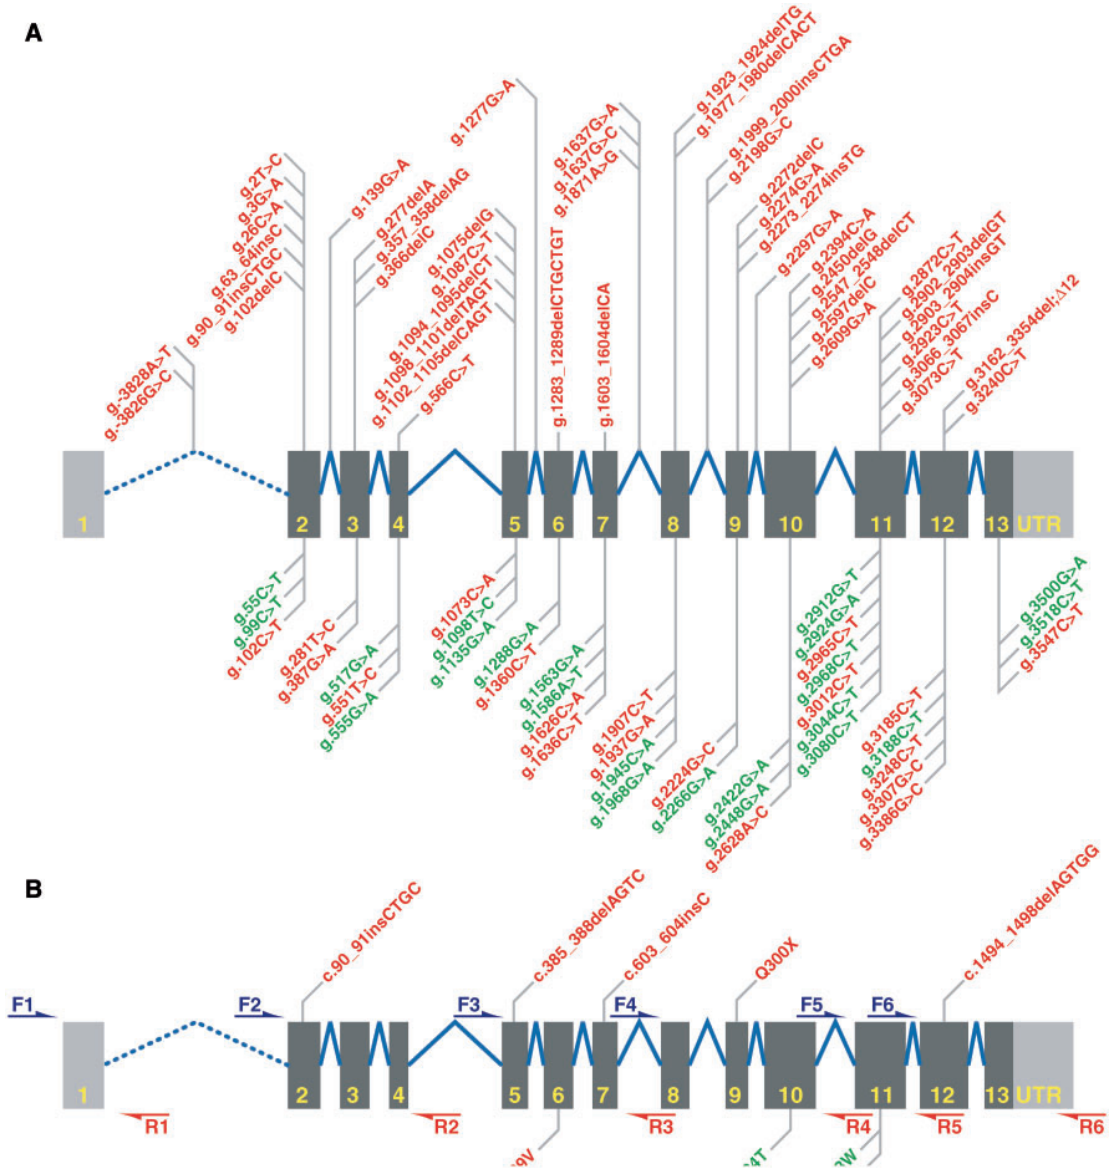 A
g.-3828A>T
g.-3826G>C
g.2T>C
g.3G>A
g.26C>A
g.63_64insC
g.90_91insCTGC
g.102delC
g.139G>A
g.277delA
g.357_358delAG
g.366delC
g.566C>T
g.1075delG
g.1087C>T
g.1094_1095delCT
g.1098_1101delTAGT
g.1102_1105delCAGT
g.1277G>A
g.1283_1289delCTGCTGT
g.1603_1604delCA
g.1637G>A
g.1637G>C
g.1871A>G
g.1923_1924delTG
g.1977_1980delCACT
g.1999_2000insCTGA
g.2198G>C
g.2272delC
g.2274G>A
g.2273_2274insTG
g.2297G>A
g.2394C>A
g.2450delG
g.2547_2548delCT
g.2597delC
g.2609G>A
g.2872C>T
g.2902_2903delGT
g.2903_2904insGT
g.2923C>T
g.3066_3067insC
g.3073C>T
g.3162_3354del;Δ12
g.3240C>T
1 2 3 4 5 6 7 8 9 10 11 12 13 UTR
g.55C>T
g.99C>T
g.102C>T
g.281T>C
g.387G>A
g.517G>A
g.551T>C
g.555G>A
g.1073C>A
g.1098T>C
g.1135G>A
g.1288G>A
g.1360C>T
g.1563G>A
g.1586A>T
g.1626C>A
g.1636C>T
g.1907C>T
g.1937G>A
g.1945C>A
g.1968G>A
g.2224G>C
g.2266G>A
g.2422G>A
g.2448G>A
g.2628A>C
g.2912G>T
g.2924G>A
g.2965C>T
g.2968C>T
g.3012C>T
g.3044C>T
g.3080C>T
g.3185C>T
g.3188C>T
g.3248C>T
g.3307G>C
g.3386G>C
g.3500G>A
g.3518C>T
g.3547C>T
B
c.90_91insCTGC
c.385_388delAGTC
c.603_604insC
Q300X
c.1494_1498delAGTGG
F1 F2 F3 F4 F5 F6
1 2 3 4 5 6 7 8 9 10 11 12 13 UTR
R1 R2 R3 R4 R5 R6